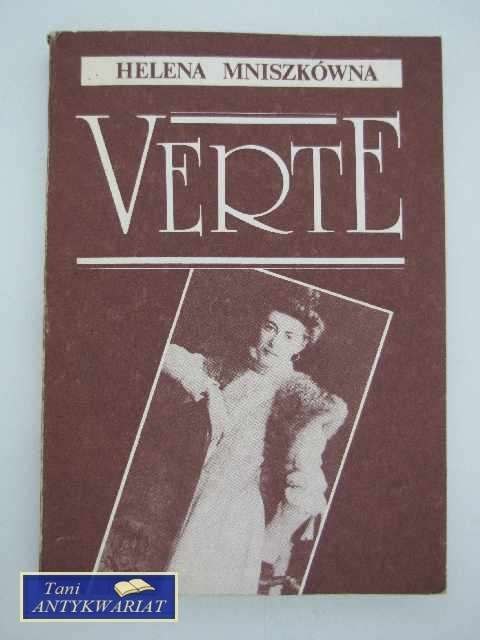 HELENA MNISZKÓWNA
VERTE
Tani
ANTYKWARIAT